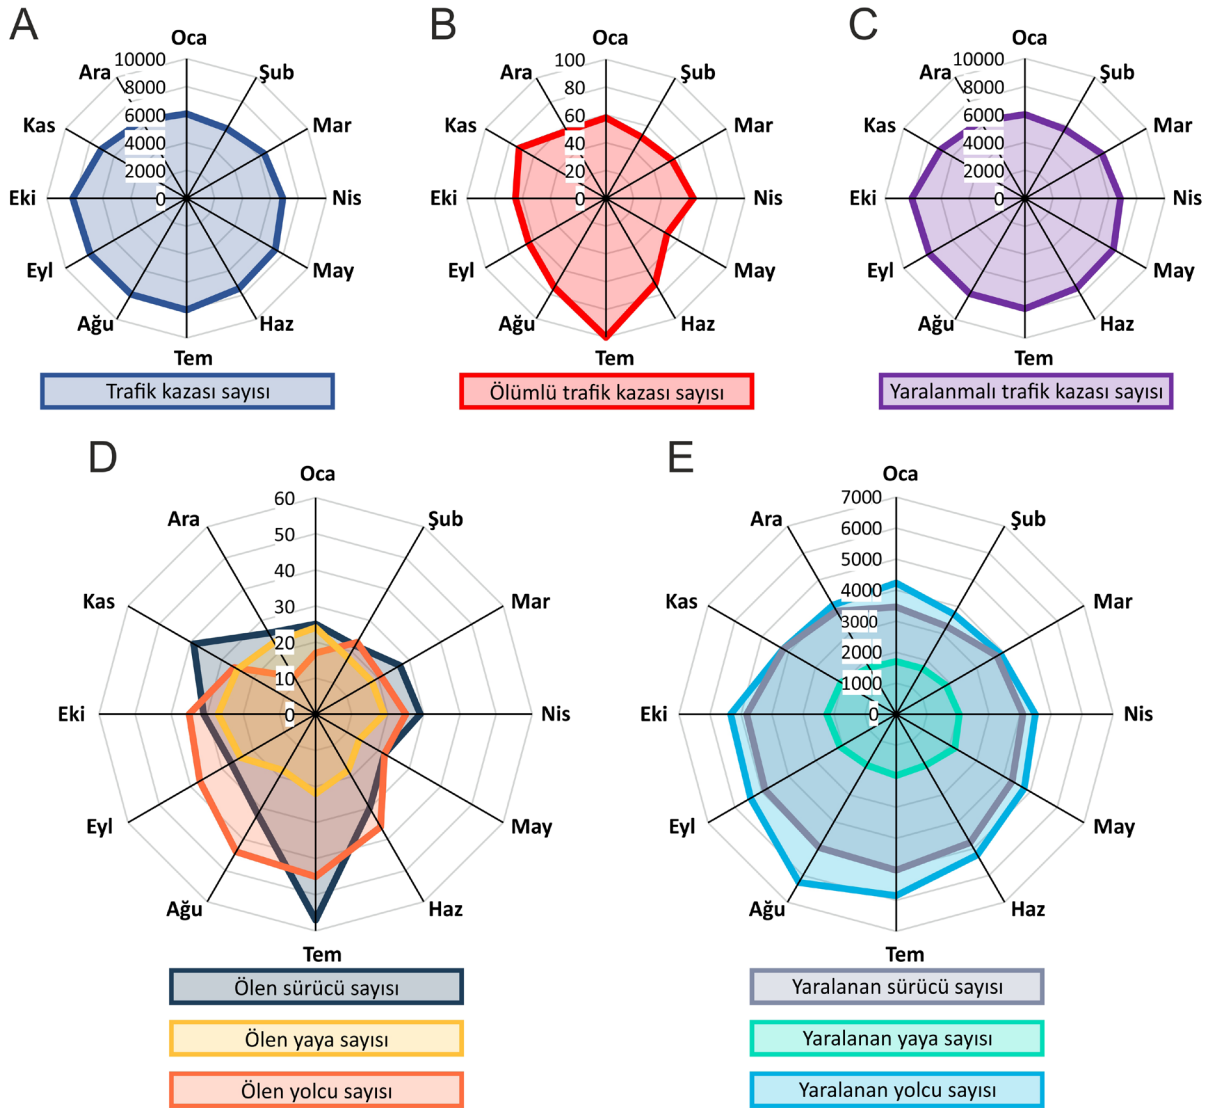 A
Oca
Şub
Mar
Nis
May
Haz
Tem
Ağu
Eyl
Eki
Kas
Ara
10000
8000
6000
4000
2000
0
Trafik kazası sayısı
B
Oca
Şub
Mar
Nis
May
Haz
Tem
Ağu
Eyl
Eki
Kas
Ara
100
80
60
40
20
0
Ölümlü trafik kazası sayısı
C
Oca
Şub
Mar
Nis
May
Haz
Tem
Ağu
Eyl
Eki
Kas
Ara
10000
8000
6000
4000
2000
0
Yaralanmalı trafik kazası sayısı
D
Oca
Şub
Mar
Nis
May
Haz
Tem
Ağu
Eyl
Eki
Kas
Ara
60
50
40
30
20
10
0
Ölen sürücü sayısı
Ölen yaya sayısı
Ölen yolcu sayısı
E
Oca
Şub
Mar
Nis
May
Haz
Tem
Ağu
Eyl
Eki
Kas
Ara
7000
6000
5000
4000
3000
2000
1000
0
Yaralanan sürücü sayısı
Yaralanan yaya sayısı
Yaralanan yolcu sayısı